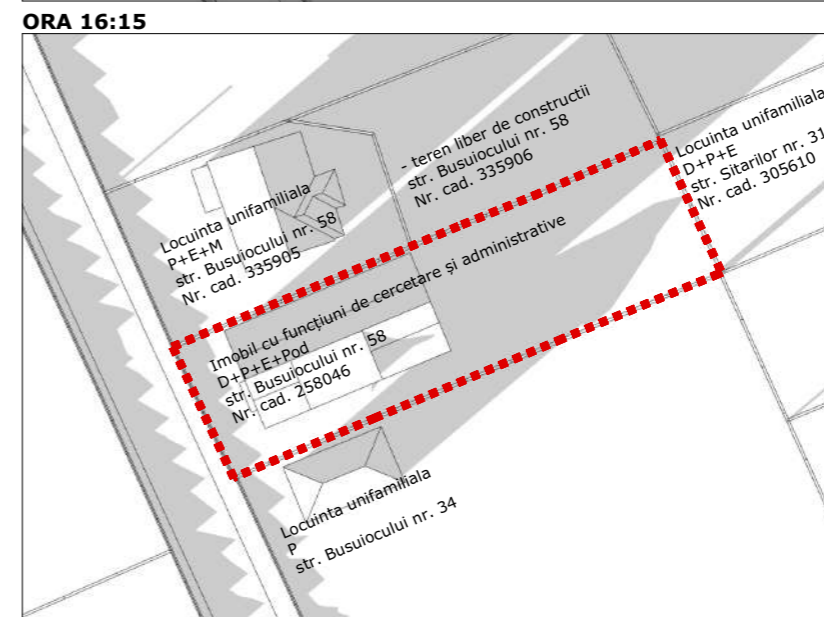 ORA 16:15
- teren liber de constructii
str. Busuiocului nr. 58
Nr. cad. 335906
Locuinta unifamiliala
D+P+E
str. Sitarilor nr. 31
Nr. cad. 305610
Locuinta unifamiliala
P+E+M
str. Busuiocului nr. 58
Nr. cad. 335905
Imobil cu funcțiuni de cercetare și administrative
D+P+E+Pod
str. Busuiocului nr. 58
Nr. cad. 258046
Locuinta unifamiliala
P
str. Busuiocului nr. 34